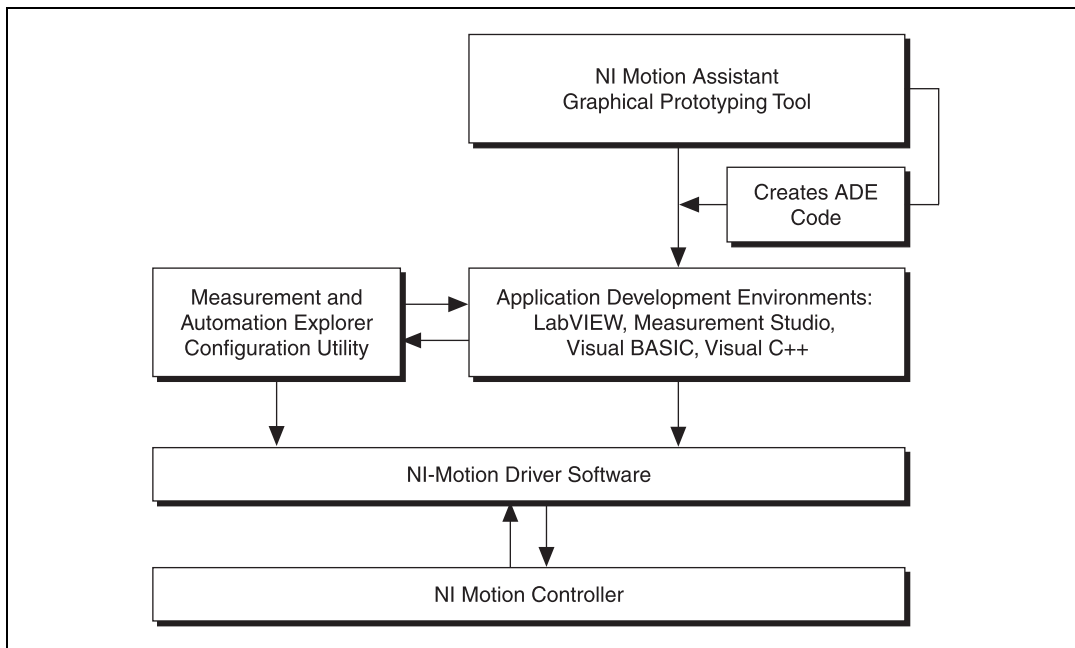 NI Motion Assistant
Graphical Prototyping Tool
Creates ADE
Code
Measurement and
Automation Explorer
Configuration Utility
Application Development Environments:
LabVIEW, Measurement Studio,
Visual BASIC, Visual C++
NI-Motion Driver Software
NI Motion Controller